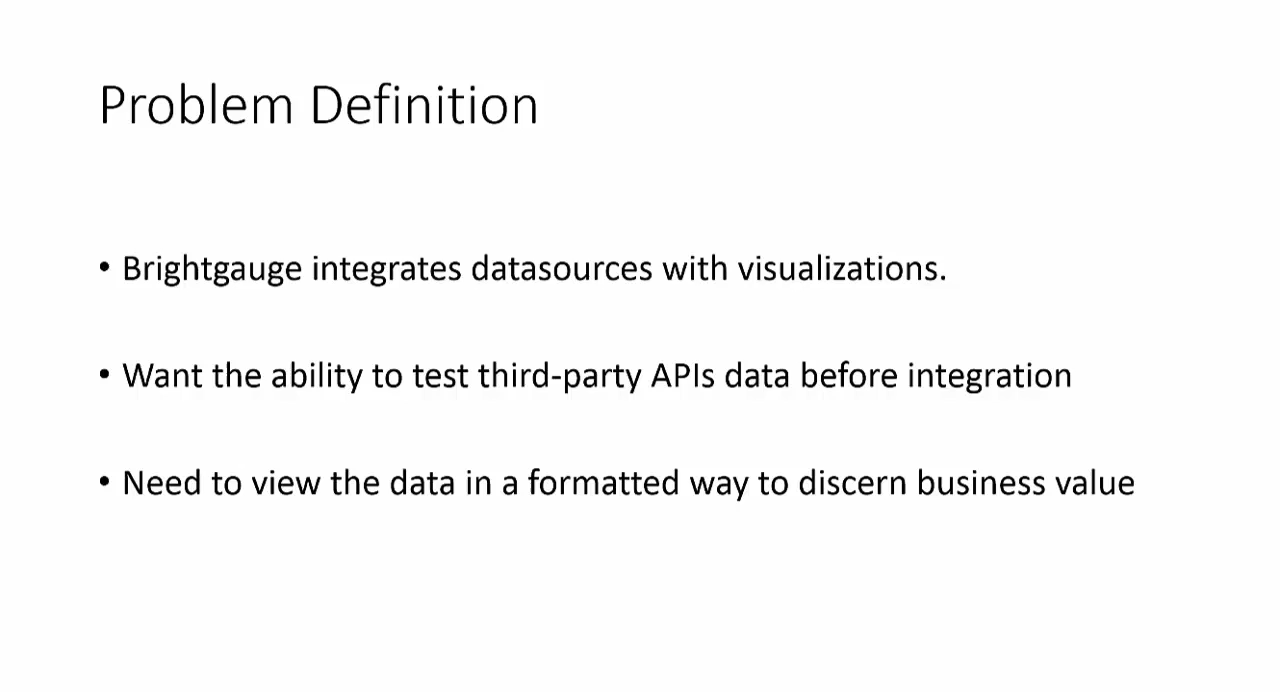 Problem Definition
• Brightgauge integrates datasources with visualizations.
• Want the ability to test third-party APIs data before integration
• Need to view the data in a formatted way to discern business value